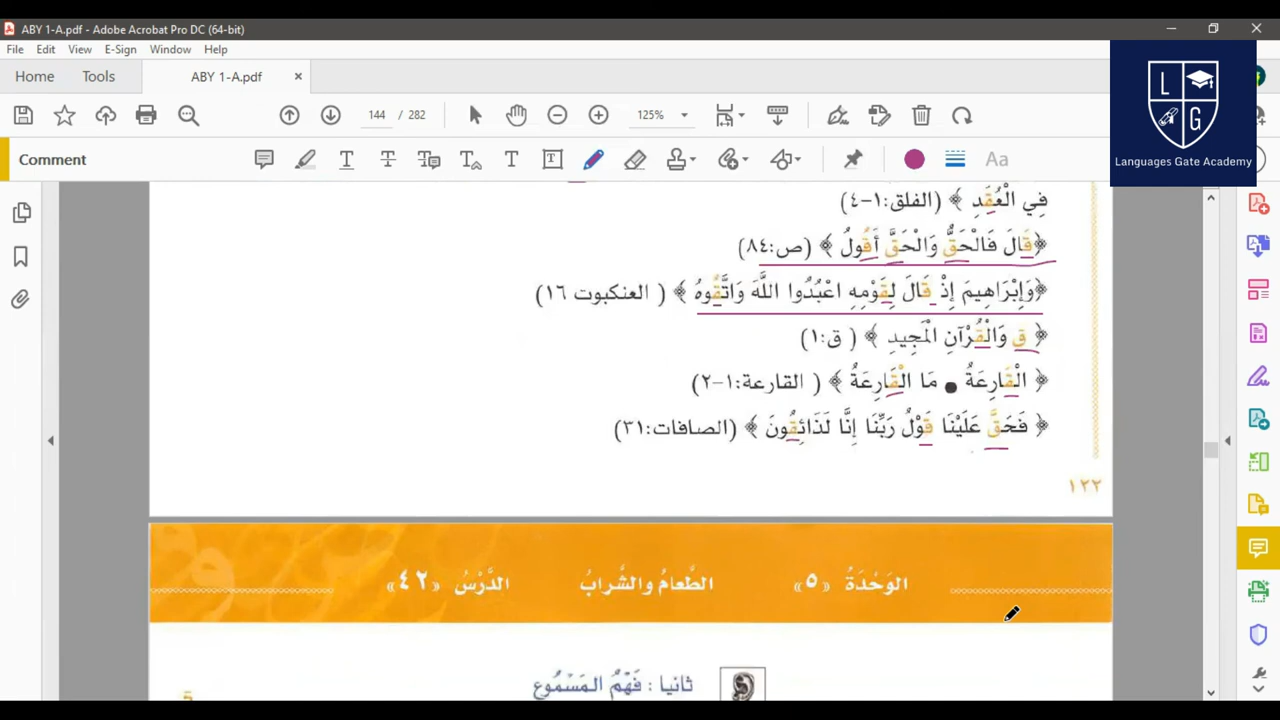 ABY 1-A.pdf - Adobe Acrobat Pro DC (64-bit)
File Edit View E-Sign Window Help
Home Tools ABY 1-A.pdf ×
144 / 282 125%
Comment
L G
Languages Gate Academy
فِي الْعُقَدِ ﴾ (الفلق:١-٤)
﴿قَالَ فَالْحَقُّ وَالْحَقَّ أَقُولُ ﴾ (ص:٨٤)
﴿وَإِبْرَاهِيمَ إِذْ قَالَ لِقَوْمِهِ اعْبُدُوا اللَّهَ وَاتَّقُوهُ ﴾ ( العنكبوت ١٦)
﴿ ق وَالْقُرْآنِ الْمَجِيدِ ﴾ ( ق:١)
﴿ الْقَارِعَةُ • مَا الْقَارِعَةُ ﴾ ( القارعة:١-٢)
﴿ فَحَقَّ عَلَيْنَا قَوْلُ رَبِّنَا إِنَّا لَذَائِقُونَ ﴾ (الصافات:٣١)
١٢٢
الوَحْدَةُ «٥» الطَّعامُ والشَّرابُ الدَّرْسُ «٤٢»
ثانيا : فَهْمُ المَسْمُوعِ